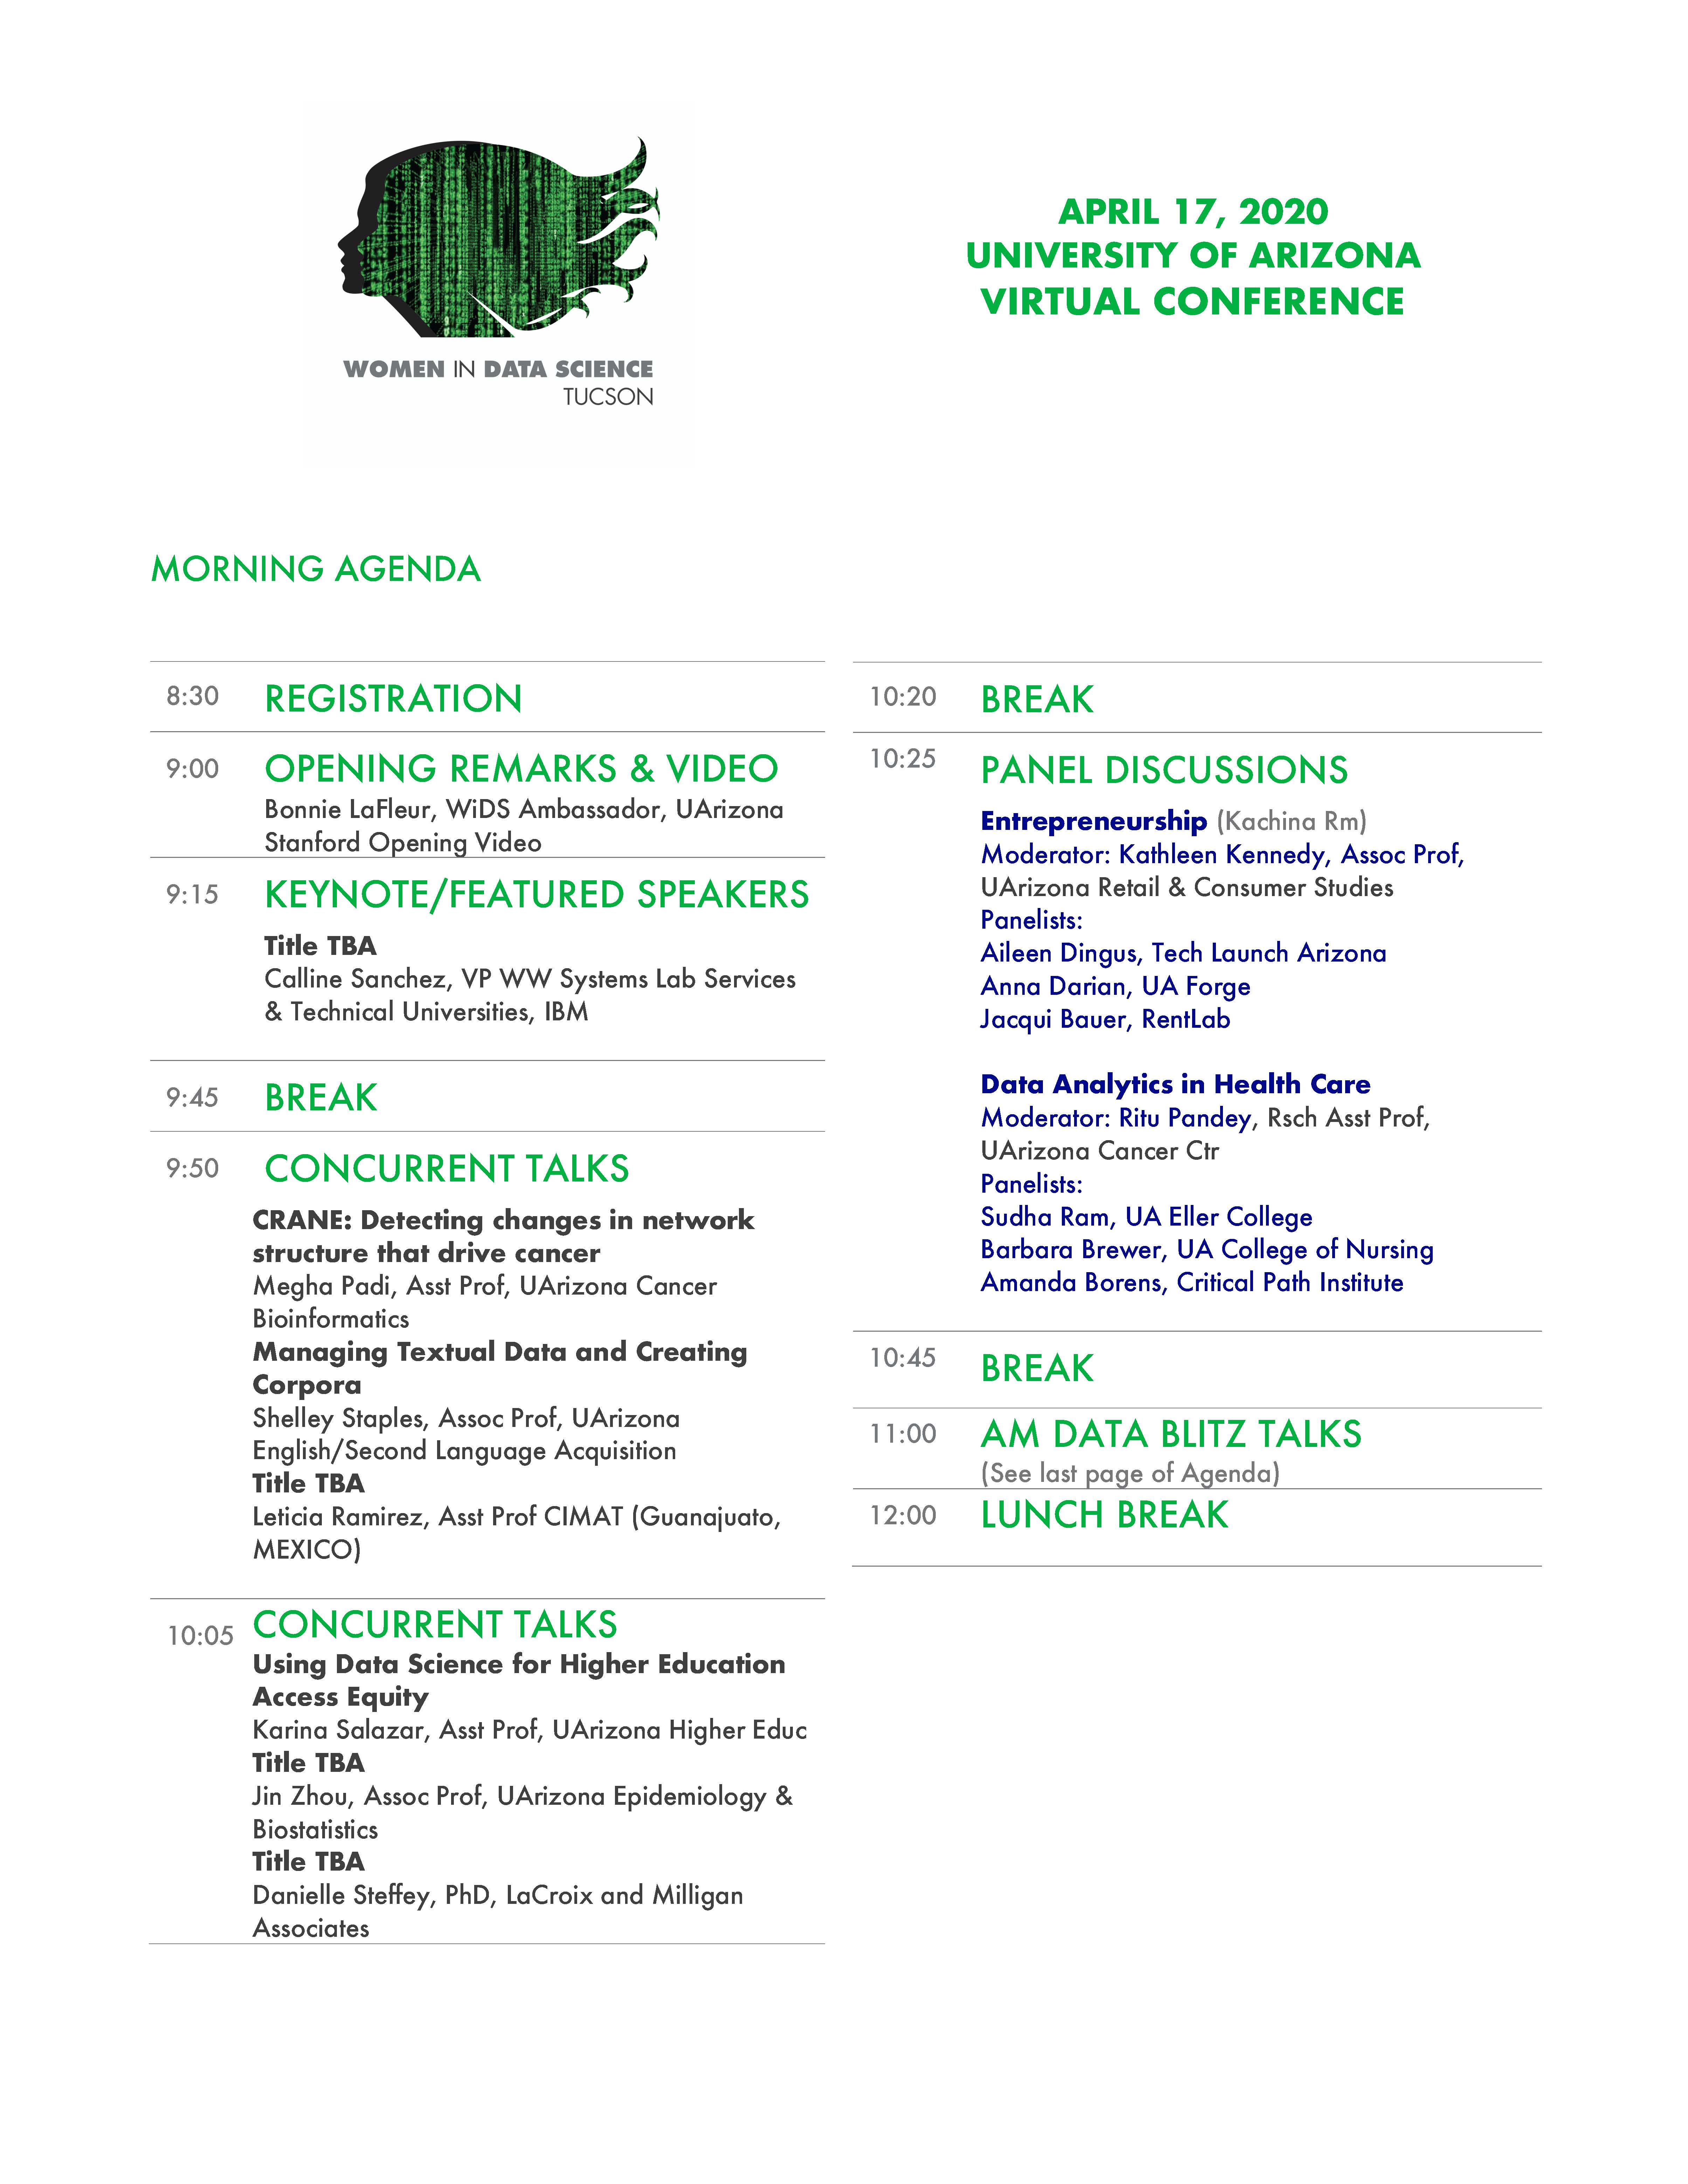 WOMEN IN DATA SCIENCE
TUCSON
APRIL 17, 2020
UNIVERSITY OF ARIZONA
VIRTUAL CONFERENCE
MORNING AGENDA
8:30 REGISTRATION
9:00 OPENING REMARKS & VIDEO
Bonnie LaFleur, WiDS Ambassador, UArizona
Stanford Opening Video
9:15 KEYNOTE/FEATURED SPEAKERS
Title TBA
Calline Sanchez, VP WW Systems Lab Services
& Technical Universities, IBM
9:45 BREAK
9:50 CONCURRENT TALKS
CRANE: Detecting changes in network
structure that drive cancer
Megha Padi, Asst Prof, UArizona Cancer
Bioinformatics
Managing Textual Data and Creating
Corpora
Shelley Staples, Assoc Prof, UArizona
English/Second Language Acquisition
Title TBA
Leticia Ramirez, Asst Prof CIMAT (Guanajuato,
MEXICO)
10:05 CONCURRENT TALKS
Using Data Science for Higher Education
Access Equity
Karina Salazar, Asst Prof, UArizona Higher Educ
Title TBA
Jin Zhou, Assoc Prof, UArizona Epidemiology &
Biostatistics
Title TBA
Danielle Steffey, PhD, LaCroix and Milligan
Associates
10:20 BREAK
10:25 PANEL DISCUSSIONS
Entrepreneurship (Kachina Rm)
Moderator: Kathleen Kennedy, Assoc Prof,
UArizona Retail & Consumer Studies
Panelists:
Aileen Dingus, Tech Launch Arizona
Anna Darian, UA Forge
Jacqui Bauer, RentLab
Data Analytics in Health Care
Moderator: Ritu Pandey, Rsch Asst Prof,
UArizona Cancer Ctr
Panelists:
Sudha Ram, UA Eller College
Barbara Brewer, UA College of Nursing
Amanda Borens, Critical Path Institute
10:45 BREAK
11:00 AM DATA BLITZ TALKS
(See last page of Agenda)
12:00 LUNCH BREAK